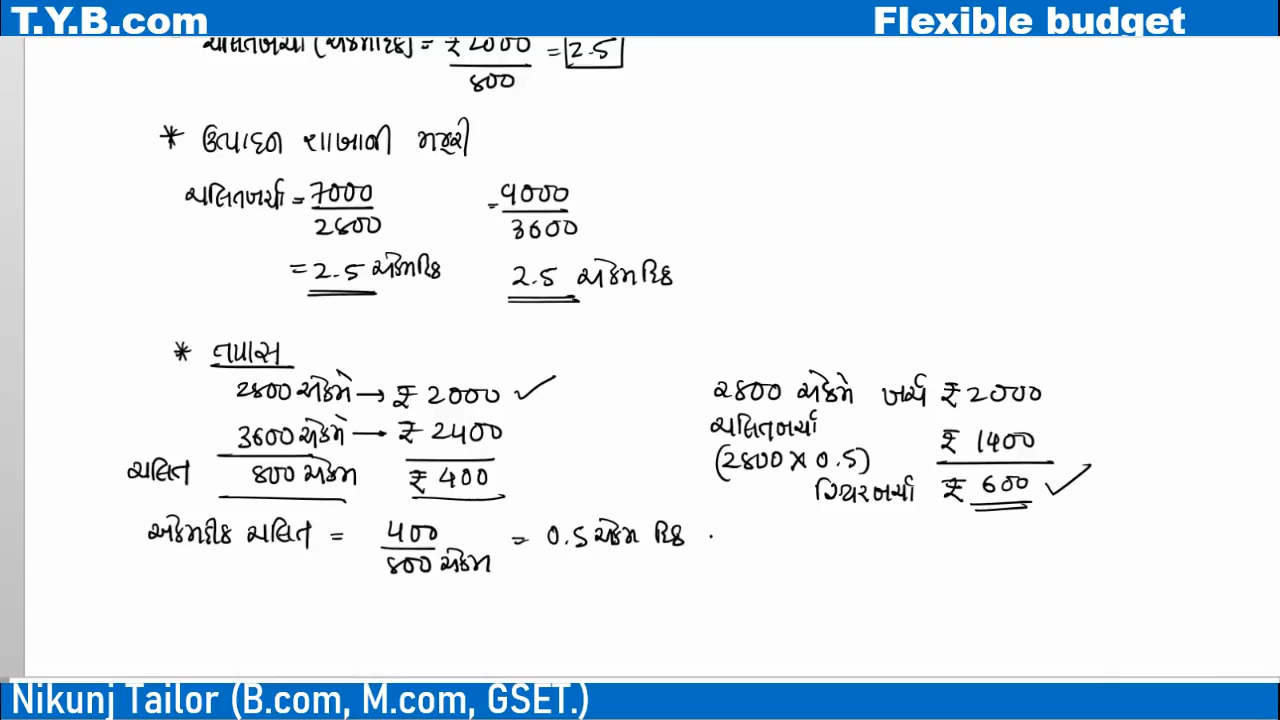 T.Y.B.com
Flexible budget
ચલિતખર્ચા (એકમદિઠ) = ₹ 2000 / 800 = 2.5
* ઉત્પાદન શાખાની મજૂરી
ચલિતખર્ચા = 7000 / 2800 = 9000 / 3600
= 2.5 એકમદિઠ 2.5 એકમ દિઠ
* તપાસ
2800 એકમે → ₹ 2000 ✓
3600 એકમે → ₹ 2400
ચલિત 800 એકમ ₹ 400
એકમદીઠ ચલિત = 400 / 800 એકમ = 0.5 એકમ દિઠ .
2800 એકમે ખર્ચ ₹ 2000
ચલિતખર્ચા
(2800 X 0.5) ₹ 1400
સ્થિરખર્ચા ₹ 600 ✓
Nikunj Tailor (B.com, M.com, GSET.)